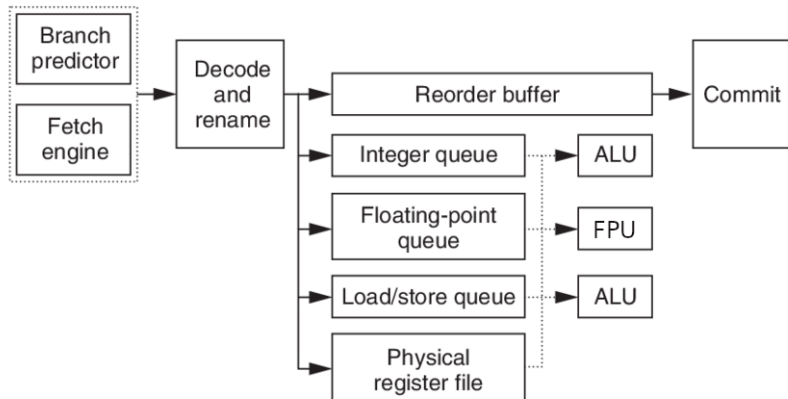 Branch
predictor
Fetch
engine
Decode
and
rename
Reorder buffer
Commit
Integer queue
ALU
Floating-point
queue
FPU
Load/store queue
ALU
Physical
register file